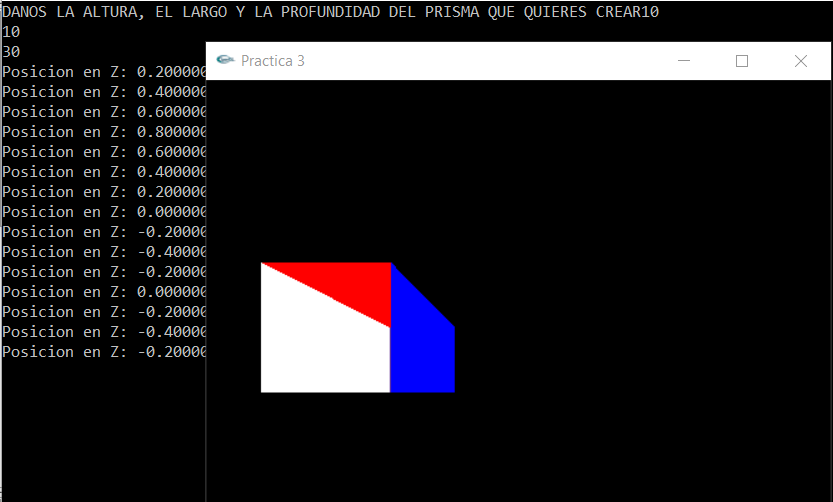 DANOS LA ALTURA, EL LARGO Y LA PROFUNDIDAD DEL PRISMA QUE QUIERES CREAR10
10
30
Practica 3
Posicion en Z: 0.200000
Posicion en Z: 0.400000
Posicion en Z: 0.600000
Posicion en Z: 0.800000
Posicion en Z: 0.600000
Posicion en Z: 0.400000
Posicion en Z: 0.200000
Posicion en Z: 0.000000
Posicion en Z: -0.20000
Posicion en Z: -0.40000
Posicion en Z: -0.20000
Posicion en Z: 0.000000
Posicion en Z: -0.20000
Posicion en Z: -0.40000
Posicion en Z: -0.20000